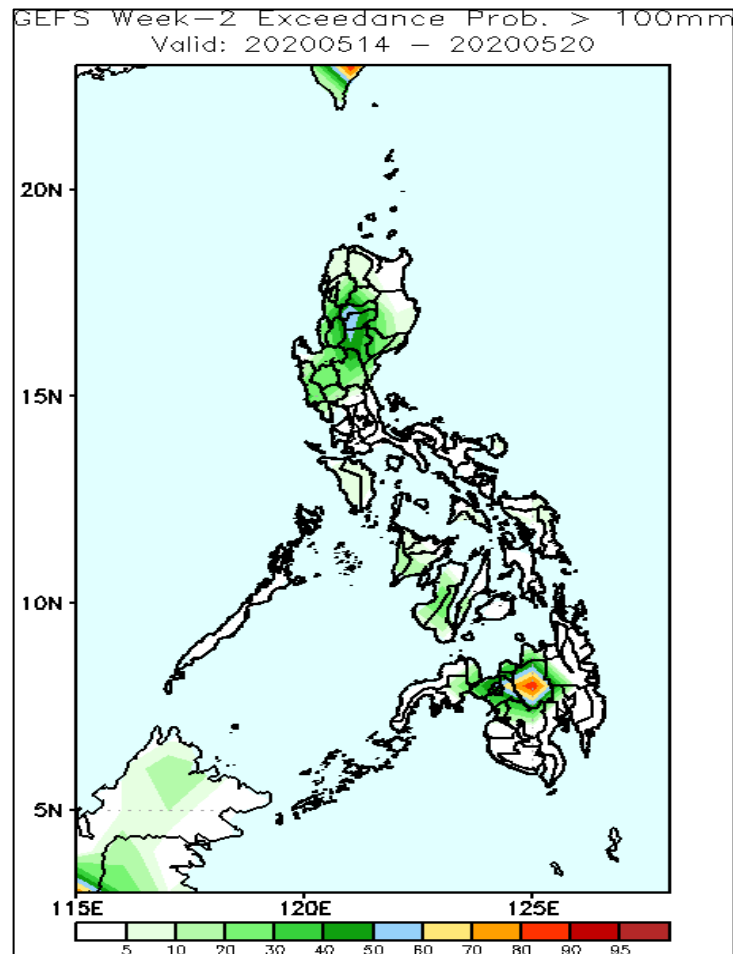 GEFS Week-2 Exceedance Prob. > 100mm
Valid: 20200514 - 20200520
20N
15N
10N
5N
115E 120E 125E
5 10 20 30 40 50 60 70 80 90 95